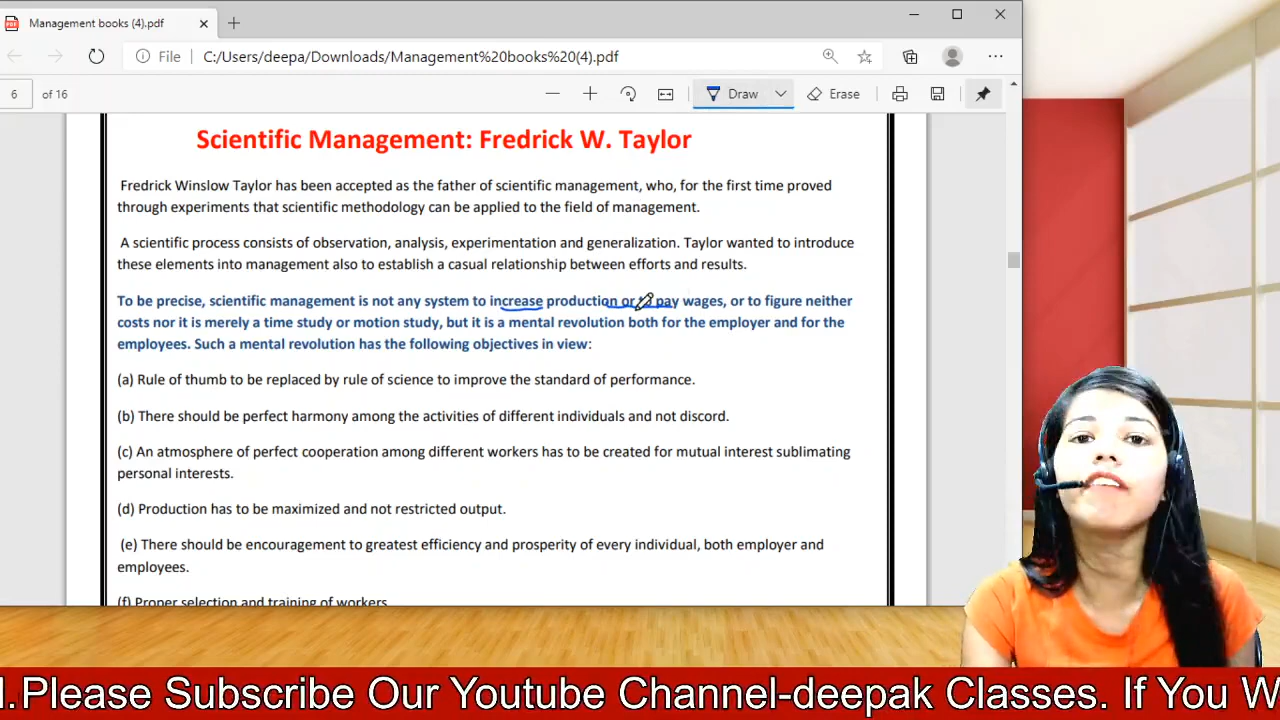 Management books (4).pdf
File C:/Users/deepa/Downloads/Management%20books%20(4).pdf
6 of 16 Draw Erase
Scientific Management: Fredrick W. Taylor
Fredrick Winslow Taylor has been accepted as the father of scientific management, who, for the first time proved
through experiments that scientific methodology can be applied to the field of management.
A scientific process consists of observation, analysis, experimentation and generalization. Taylor wanted to introduce
these elements into management also to establish a casual relationship between efforts and results.
To be precise, scientific management is not any system to increase production or to pay wages, or to figure neither
costs nor it is merely a time study or motion study, but it is a mental revolution both for the employer and for the
employees. Such a mental revolution has the following objectives in view:
(a) Rule of thumb to be replaced by rule of science to improve the standard of performance.
(b) There should be perfect harmony among the activities of different individuals and not discord.
(c) An atmosphere of perfect cooperation among different workers has to be created for mutual interest sublimating
personal interests.
(d) Production has to be maximized and not restricted output.
(e) There should be encouragement to greatest efficiency and prosperity of every individual, both employer and
employees.
(f) Proper selection and training of workers
.Please Subscribe Our Youtube Channel-deepak Classes. If You W